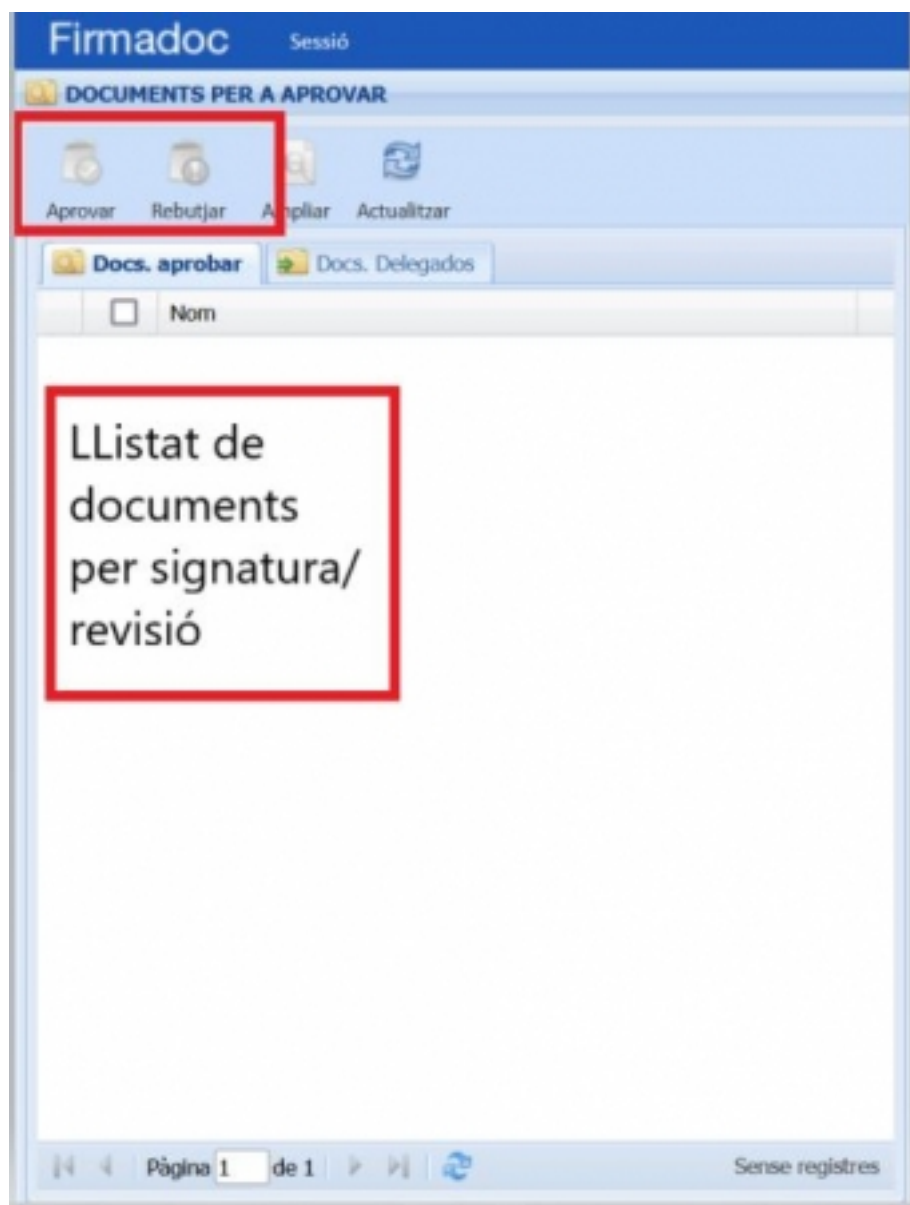 Firmadoc Sessió
DOCUMENTS PER A APROVAR
Aprovar Rebutjar Ampliar Actualitzar
Docs. aprobar Docs. Delegados
Nom
LListat de
documents
per signatura/
revisió
Pàgina 1 de 1 Sense registres